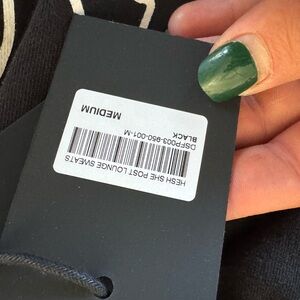 HESH SHE POST LOUNGE SWEATS
DSFP003-950-001-M
BLACK
MEDIUM